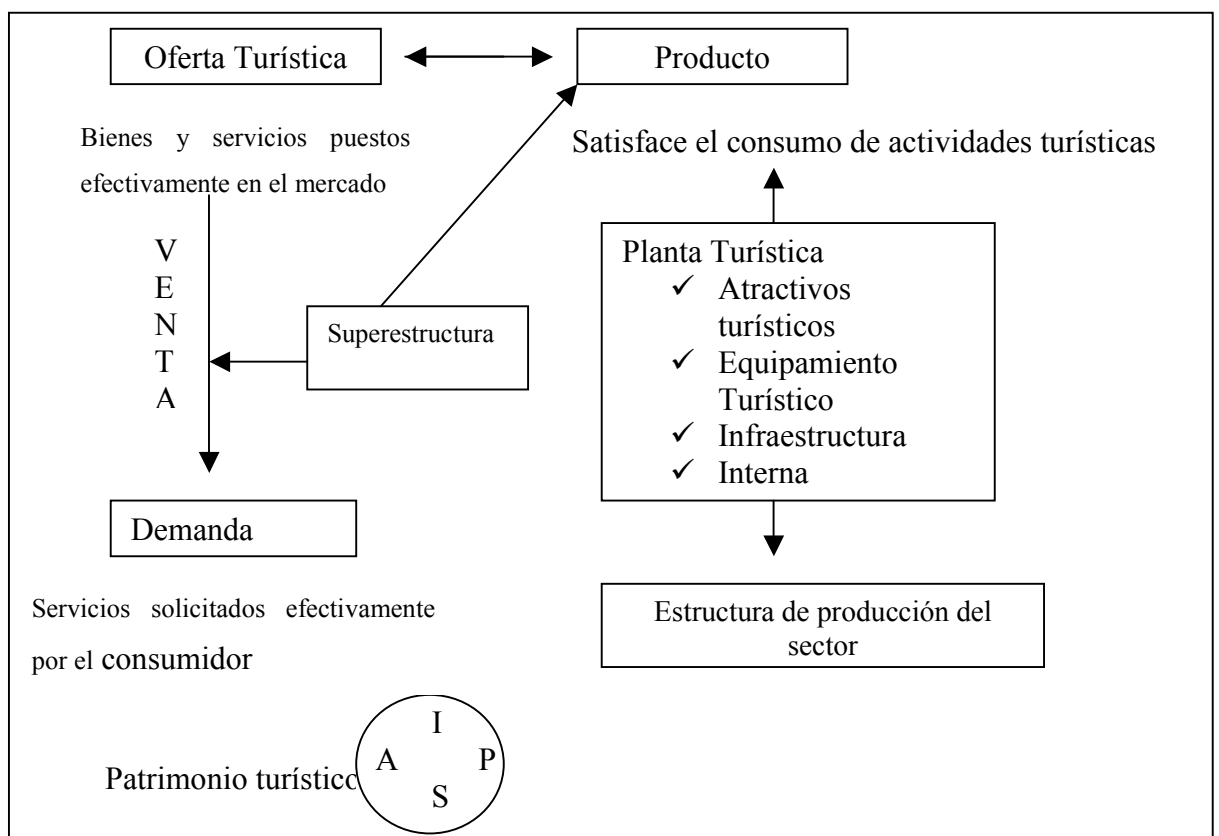 Oferta Turística
Producto
Bienes y servicios puestos
efectivamente en el mercado
Satisface el consumo de actividades turísticas
V
E
N
T
A
Superestructura
Planta Turística
✓ Atractivos
turísticos
✓ Equipamiento
Turístico
✓ Infraestructura
✓ Interna
Demanda
Servicios solicitados efectivamente
por el consumidor
Estructura de producción del
sector
Patrimonio turístico
I
A P
S